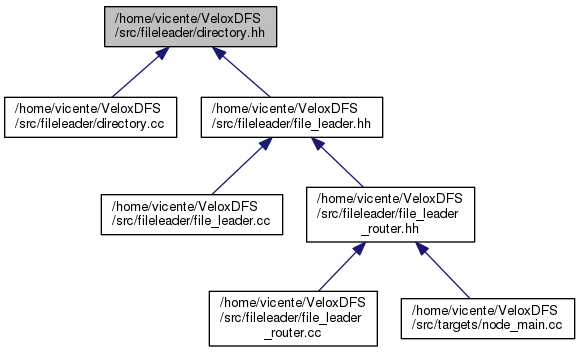 /home/vicente/VeloxDFS
/src/fileleader/directory.hh
/home/vicente/VeloxDFS
/src/fileleader/directory.cc
/home/vicente/VeloxDFS
/src/fileleader/file_leader.hh
/home/vicente/VeloxDFS
/src/fileleader/file_leader.cc
/home/vicente/VeloxDFS
/src/fileleader/file_leader
_router.hh
/home/vicente/VeloxDFS
/src/fileleader/file_leader
_router.cc
/home/vicente/VeloxDFS
/src/targets/node_main.cc